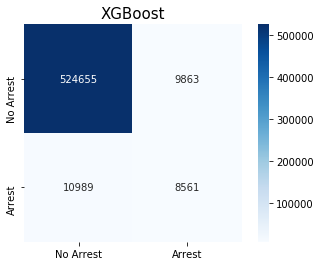 XGBoost
No Arrest
524655
9863
Arrest
10989
8561
No Arrest
Arrest
500000
400000
300000
200000
100000